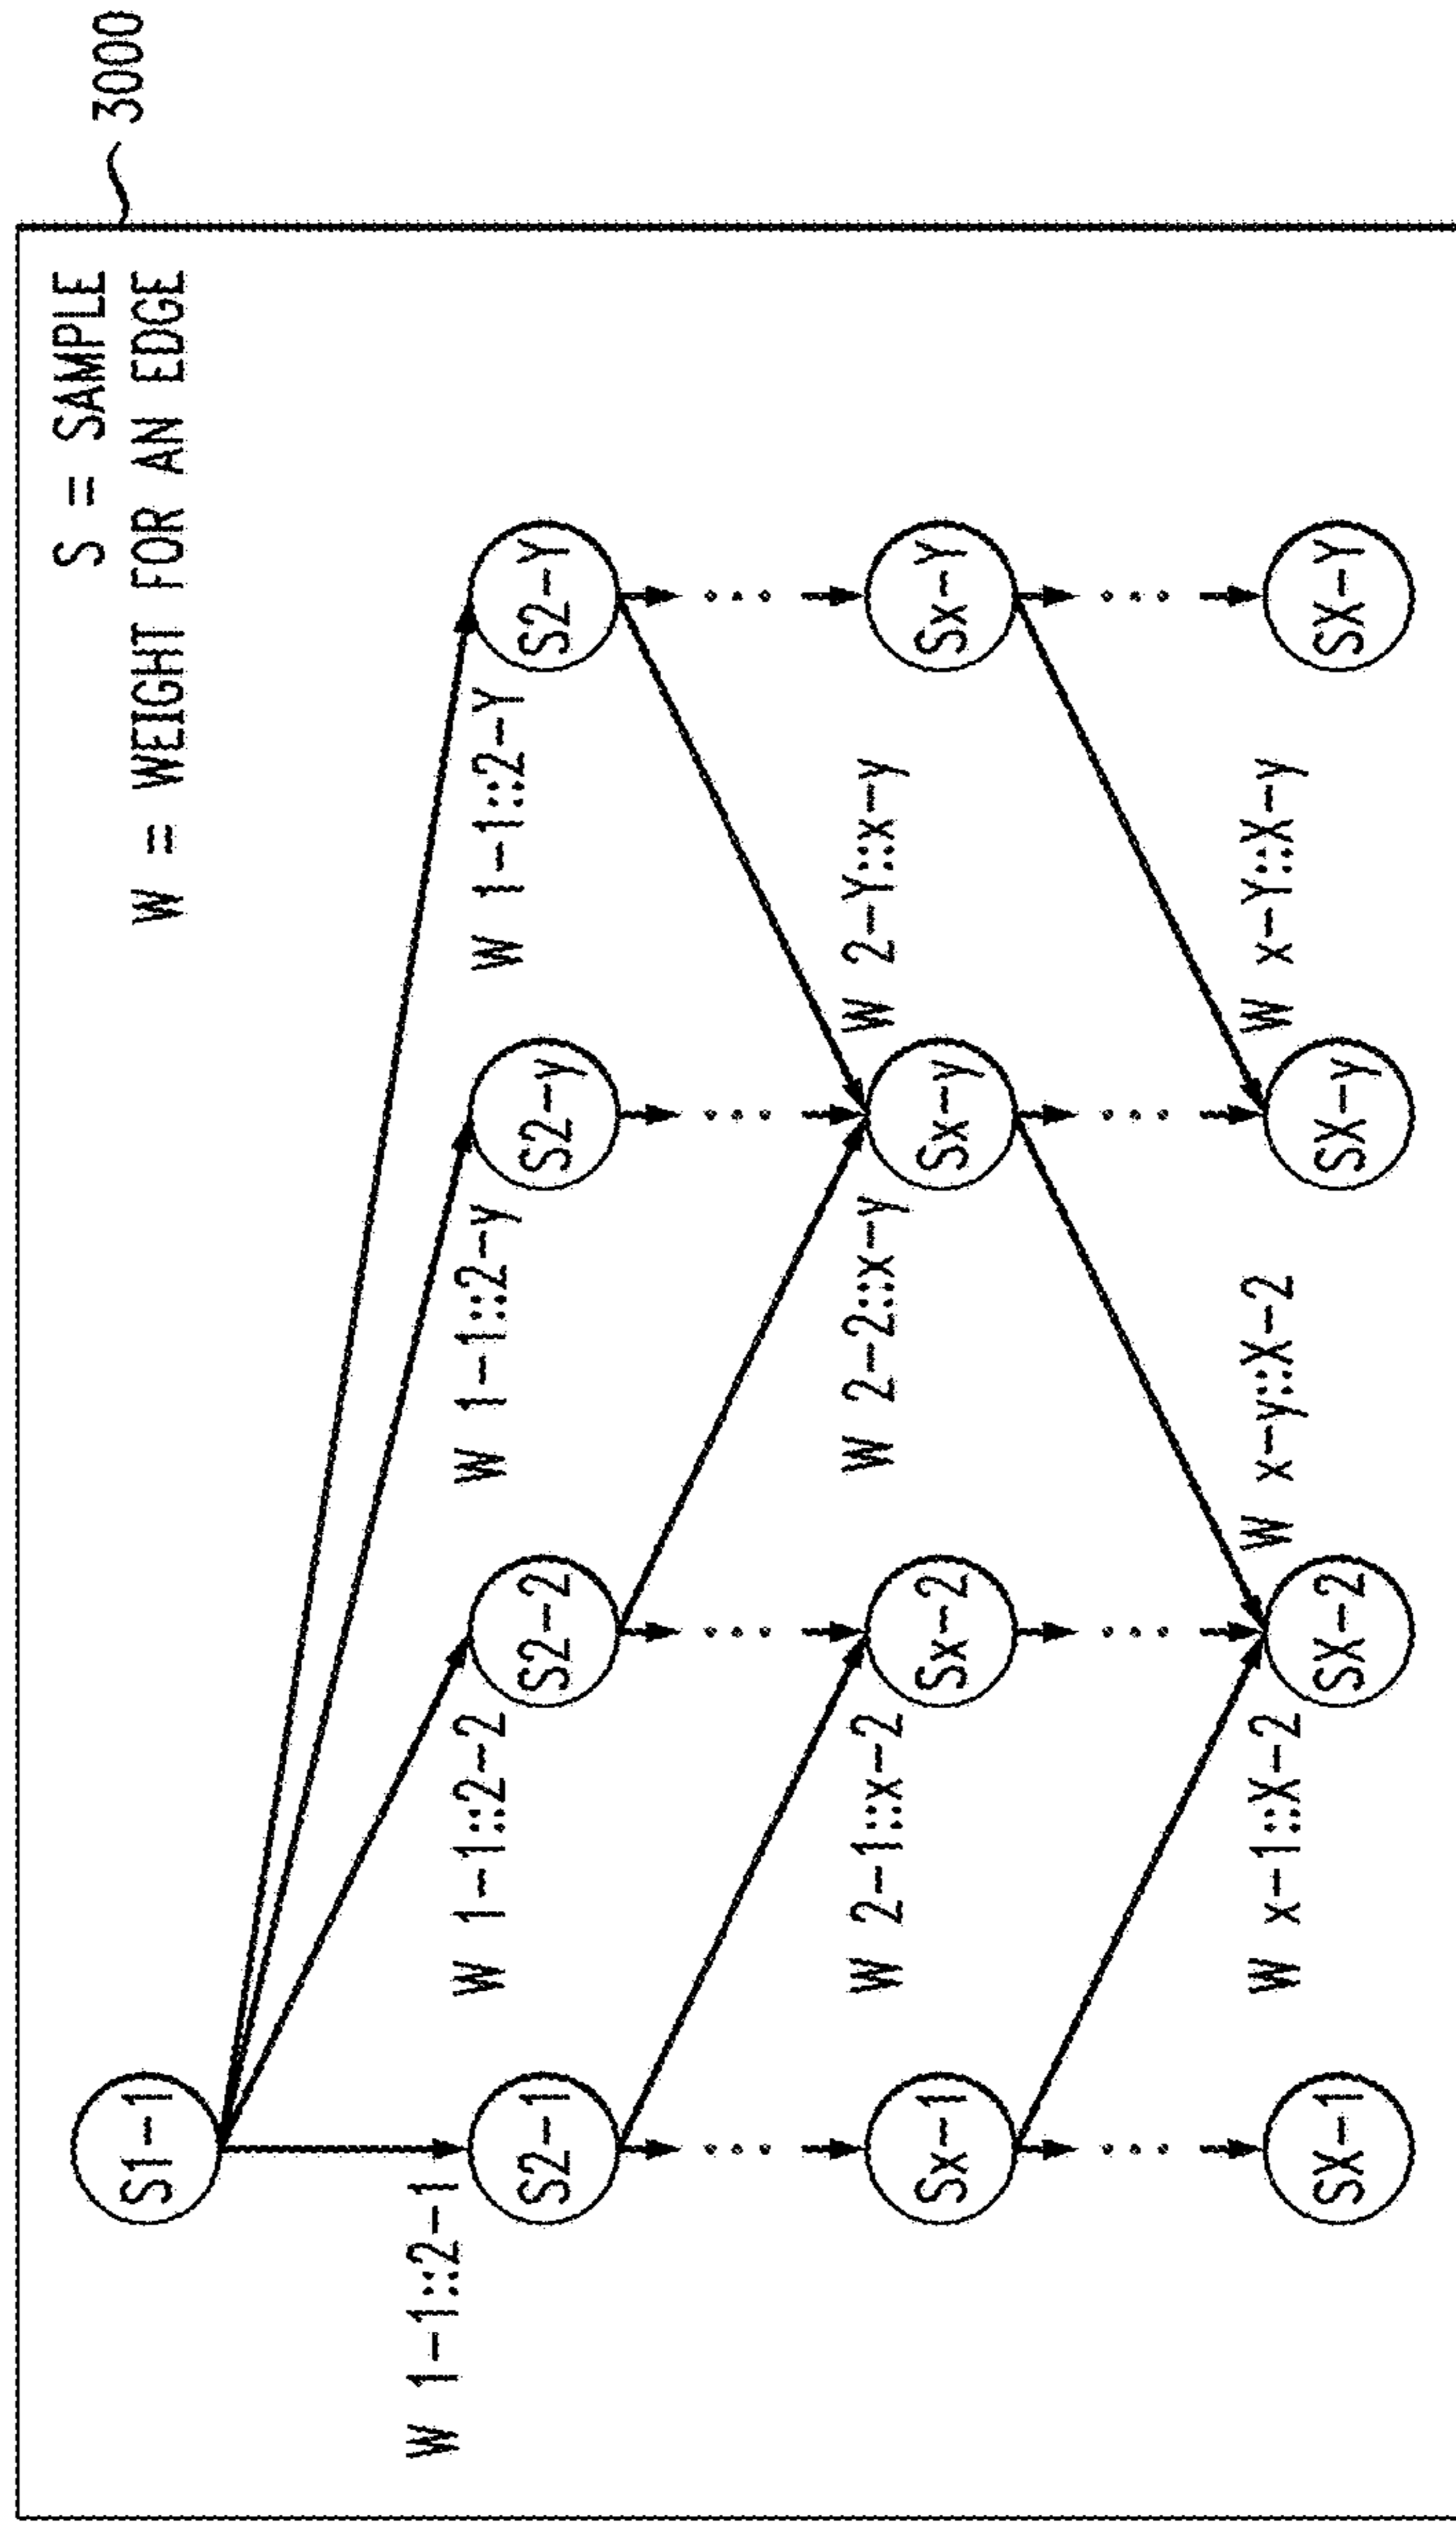 3000
S = SAMPLE
W = WEIGHT FOR AN EDGE
S1-1
W 1-1::2-1
W 1-1::2-2
W 1-1::2-y
W 1-1::2-Y
S2-1
S2-2
S2-y
S2-Y
W 2-1::x-2
W 2-2::x-y
W 2-Y::x-y
Sx-1
Sx-2
Sx-y
Sx-Y
W x-1::X-2
W x-y::X-2
W x-Y::X-y
SX-1
SX-2
SX-y
SX-Y